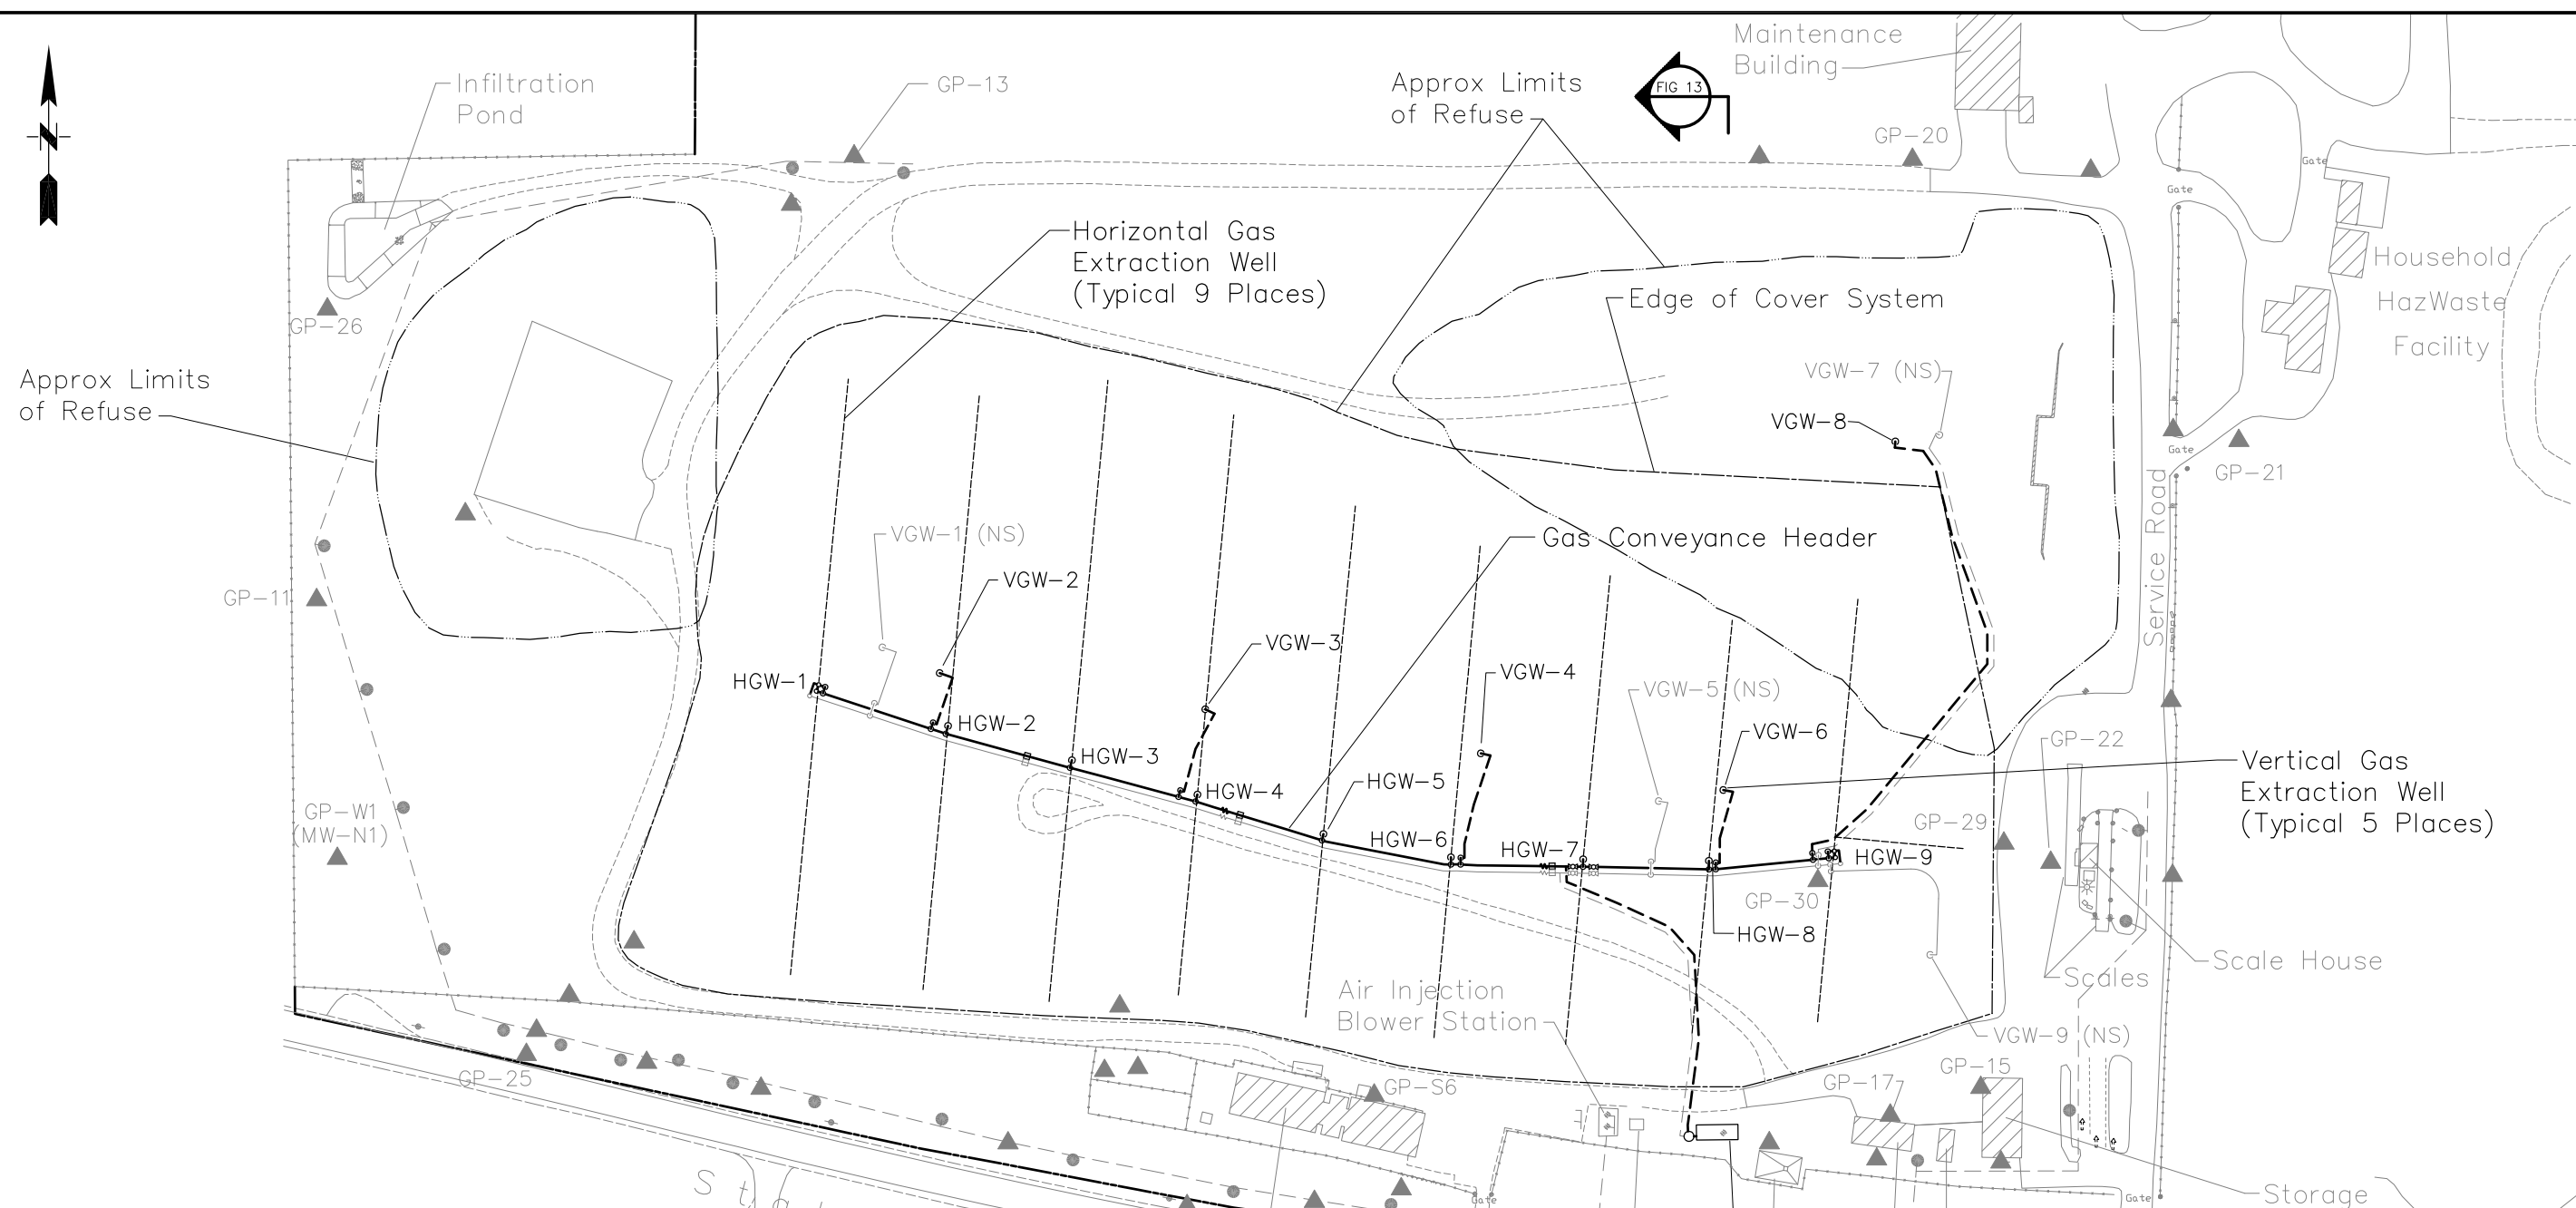 Maintenance
Building
Infiltration
Pond
GP-13
Approx Limits
of Refuse
FIG 13
GP-20
Gate
Gate
N
Horizontal Gas
Extraction Well
(Typical 9 Places)
Edge of Cover System
Household
HazWaste
Facility
GP-26
Approx Limits
of Refuse
VGW-7 (NS)
VGW-8
Gate
GP-21
Service Road
VGW-1 (NS)
Gas Conveyance Header
VGW-2
GP-11
VGW-3
HGW-1
VGW-4
VGW-5 (NS)
HGW-2
VGW-6
GP-22
HGW-3
Vertical Gas
Extraction Well
(Typical 5 Places)
HGW-4
HGW-5
GP-W1
(MW-N1)
GP-29
HGW-6
HGW-7
HGW-9
GP-30
HGW-8
Scale House
Scales
Air Injection
Blower Station
VGW-9 (NS)
GP-25
GP-S6
GP-17
GP-15
Gate
Gate
Storage